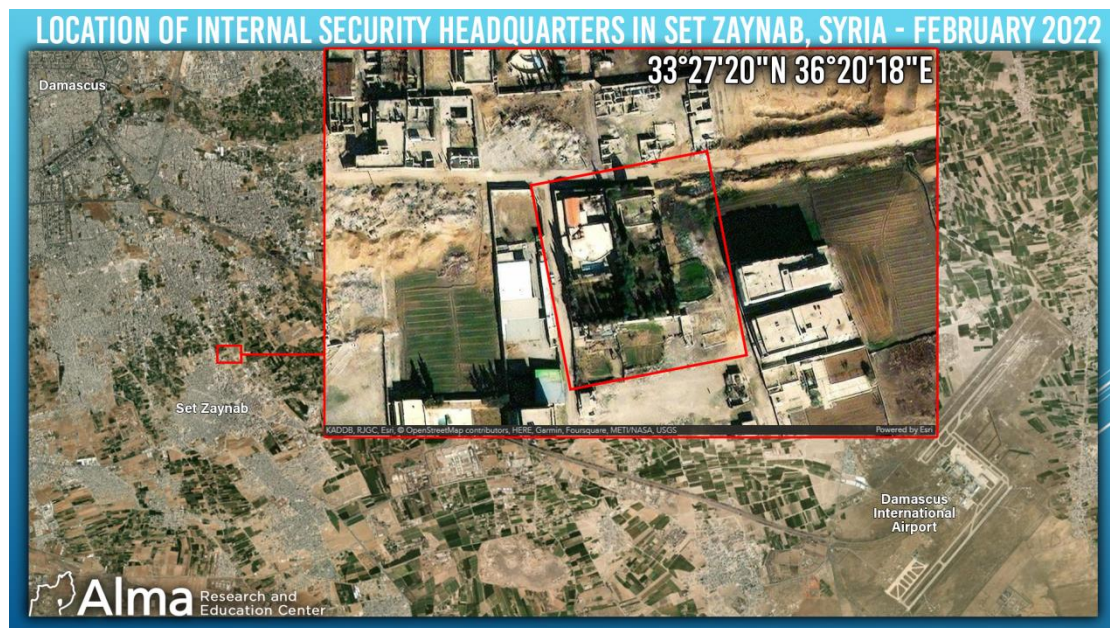 LOCATION OF INTERNAL SECURITY HEADQUARTERS IN SET ZAYNAB, SYRIA - FEBRUARY 2022
33°27'20"N 36°20'18"E
Damascus
Set Zaynab
KADDB, RJGC, Esri, © OpenStreetMap contributors, HERE, Garmin, Foursquare, METI/NASA, USGS
Powered by Esri
Damascus
International
Airport
Alma Research and
Education Center